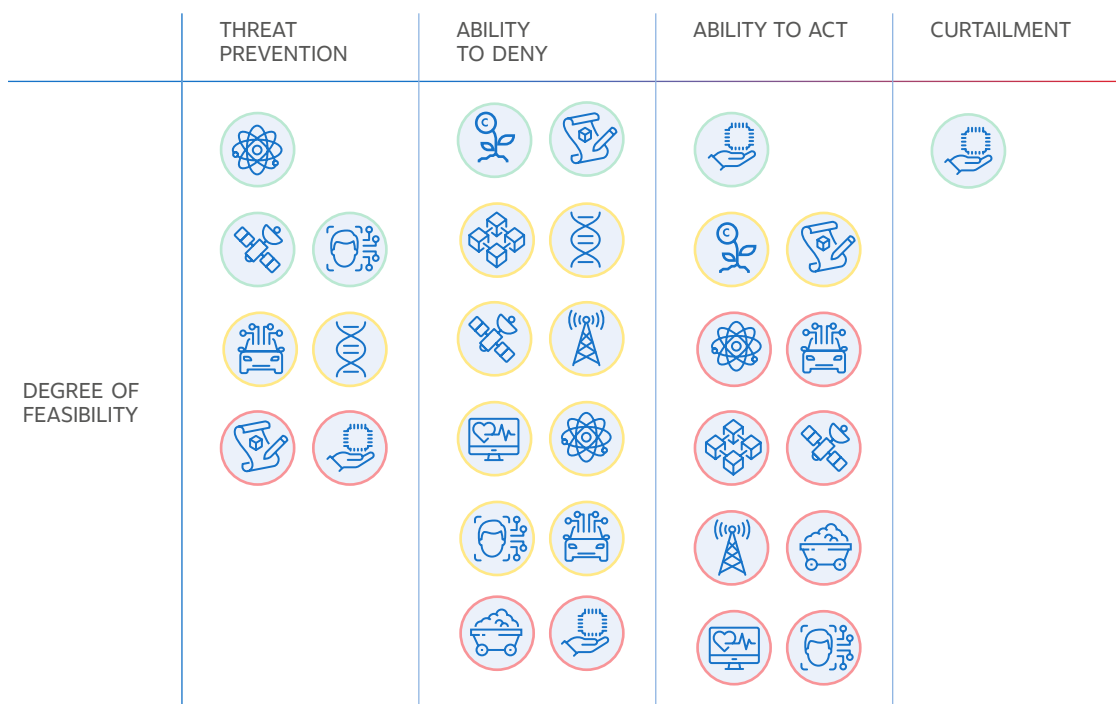 THREAT
PREVENTION
ABILITY
TO DENY
ABILITY TO ACT
CURTAILMENT
DEGREE OF
FEASIBILITY
C
C